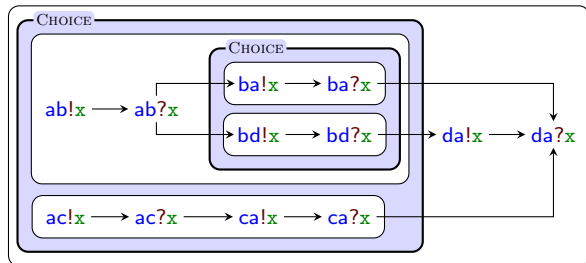 CHOICE
CHOICE
ba!x ba?x
ab!x ab?x
bd!x bd?x da!x da?x
ac!x ac?x ca!x ca?x